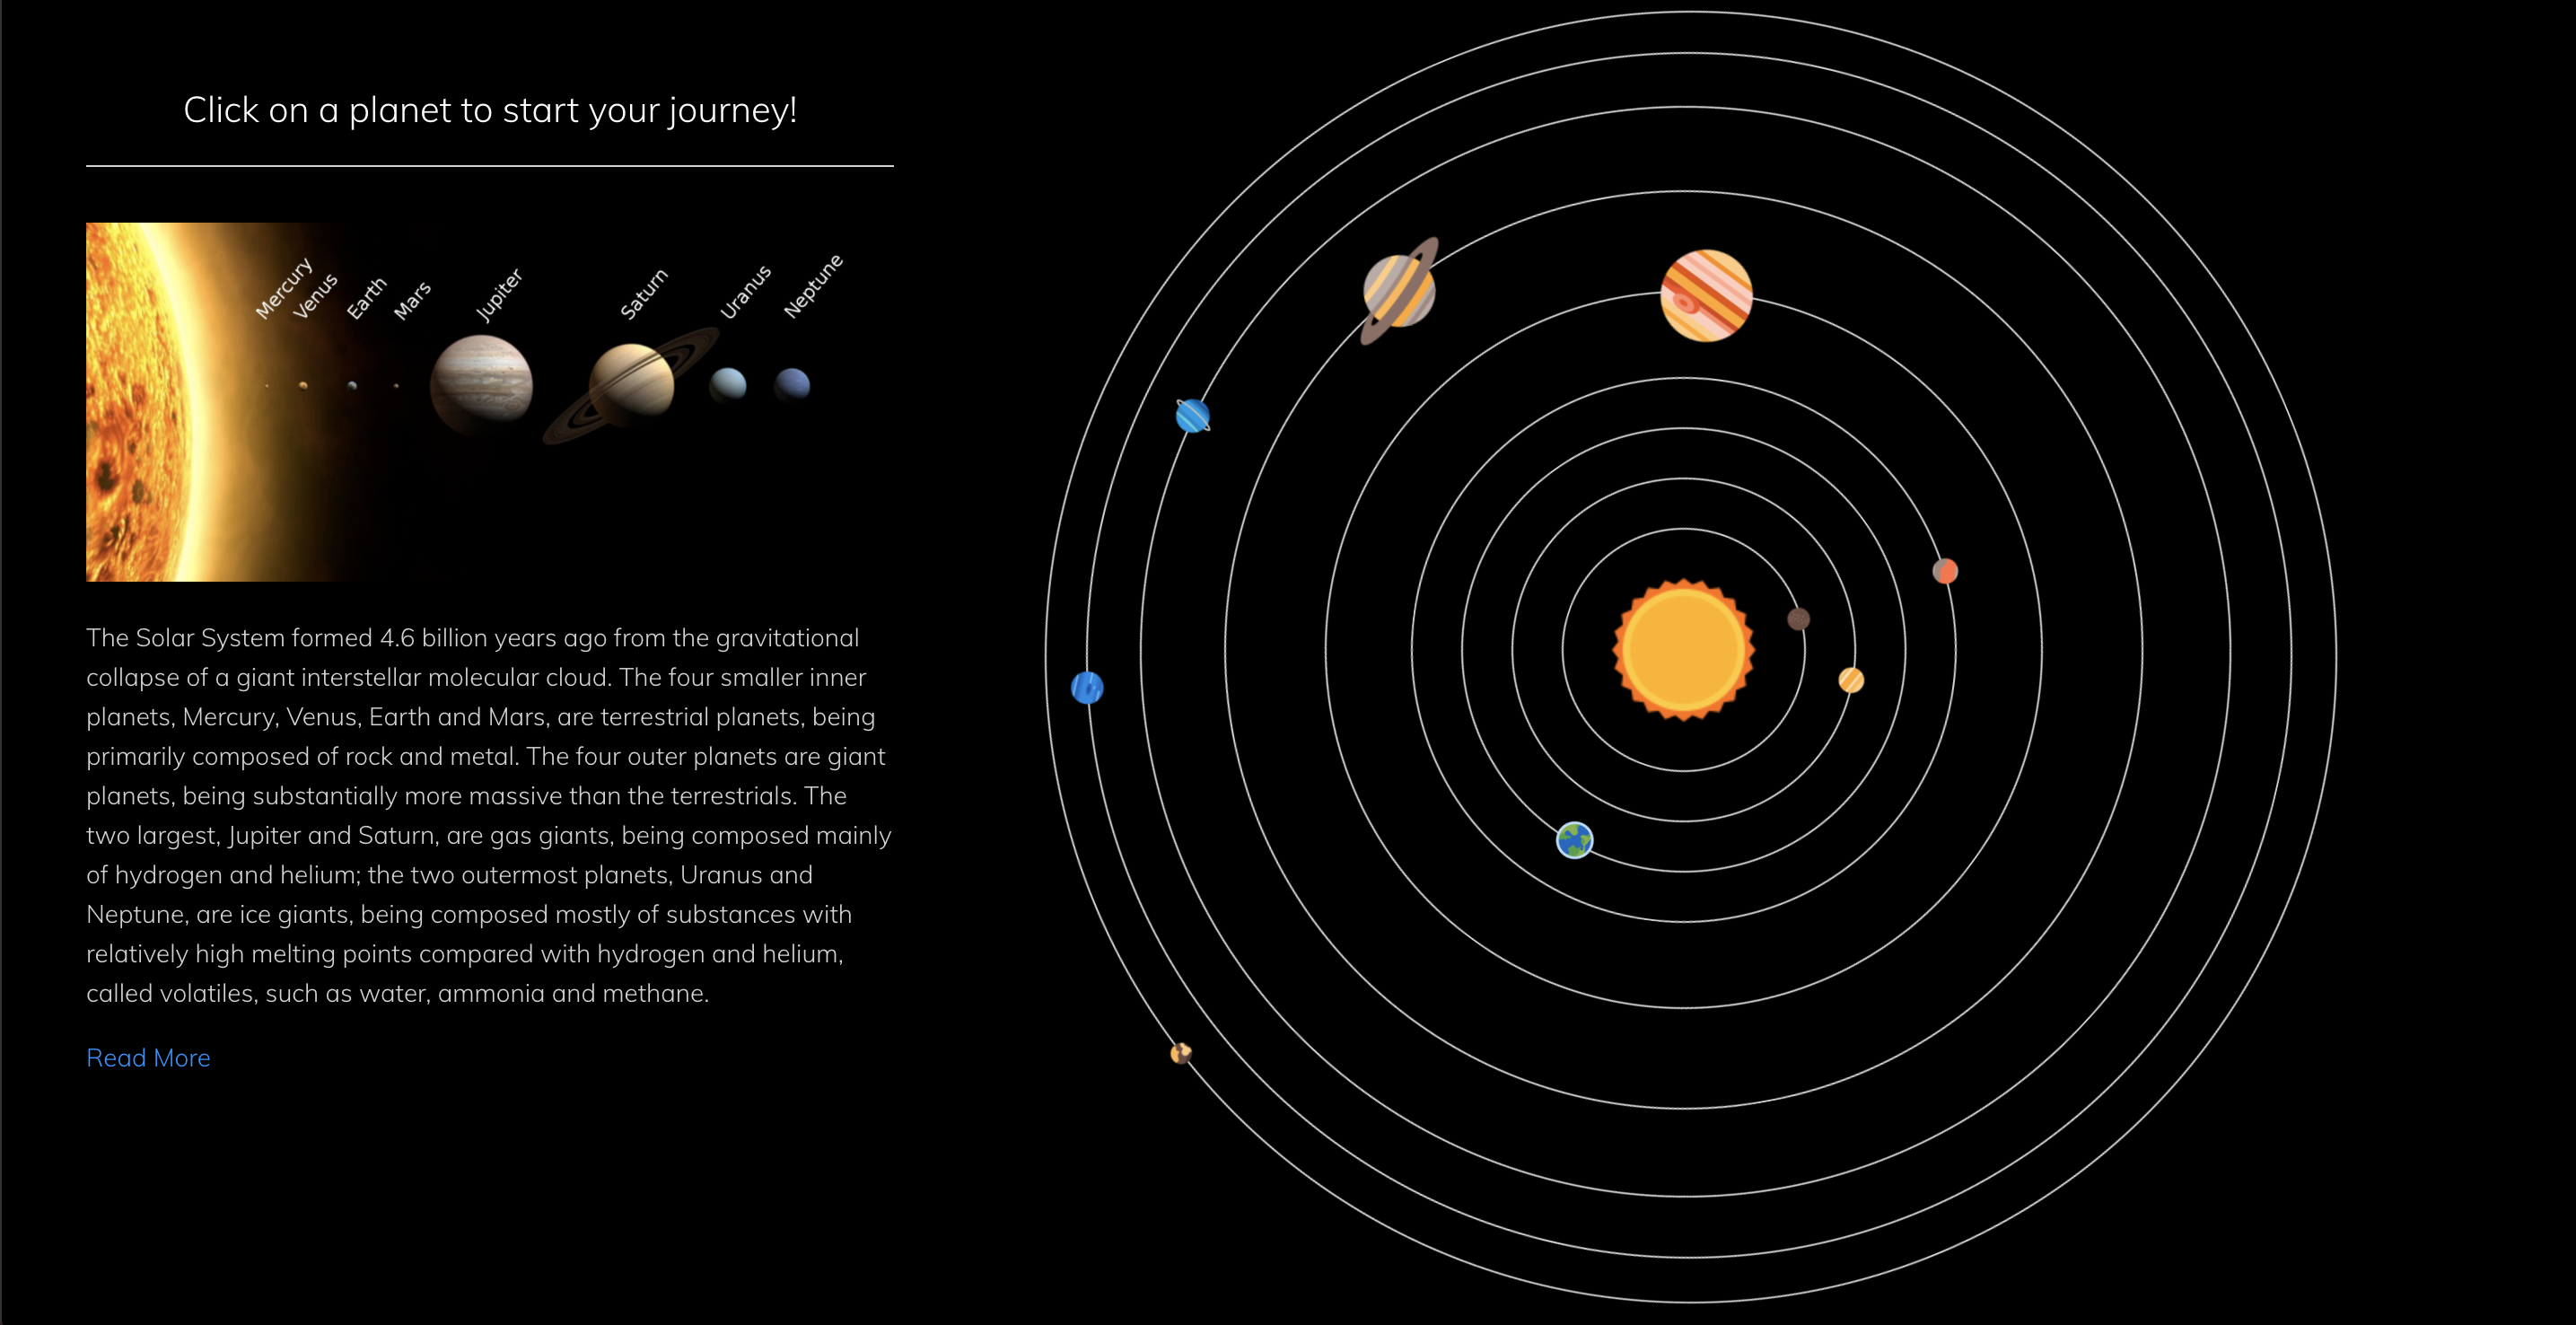 Click on a planet to start your journey!
Mercury
Venus
Earth
Mars
Jupiter
Saturn
Uranus
Neptune
The Solar System formed 4.6 billion years ago from the gravitational
collapse of a giant interstellar molecular cloud. The four smaller inner
planets, Mercury, Venus, Earth and Mars, are terrestrial planets, being
primarily composed of rock and metal. The four outer planets are giant
planets, being substantially more massive than the terrestrials. The
two largest, Jupiter and Saturn, are gas giants, being composed mainly
of hydrogen and helium; the two outermost planets, Uranus and
Neptune, are ice giants, being composed mostly of substances with
relatively high melting points compared with hydrogen and helium,
called volatiles, such as water, ammonia and methane.
Read More